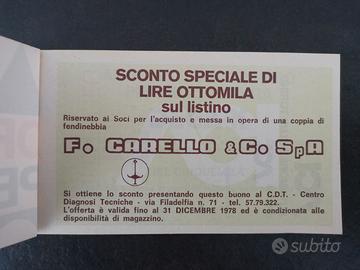 SCONTO SPECIALE DI
LIRE OTTOMILA
sul listino
Riservato ai Soci per l'acquisto e messa in opera di una coppia di
fendinebbia
F. CARELLO & C. SpA
Si ottiene lo sconto presentando questo buono al C.D.T. - Centro
Diagnosi Tecniche - via Filadelfia n. 71 - tel. 57.79.322.
L'offerta è valida fino al 31 DICEMBRE 1978 ed è condizionata alle
disponibilità di magazzino.
subito